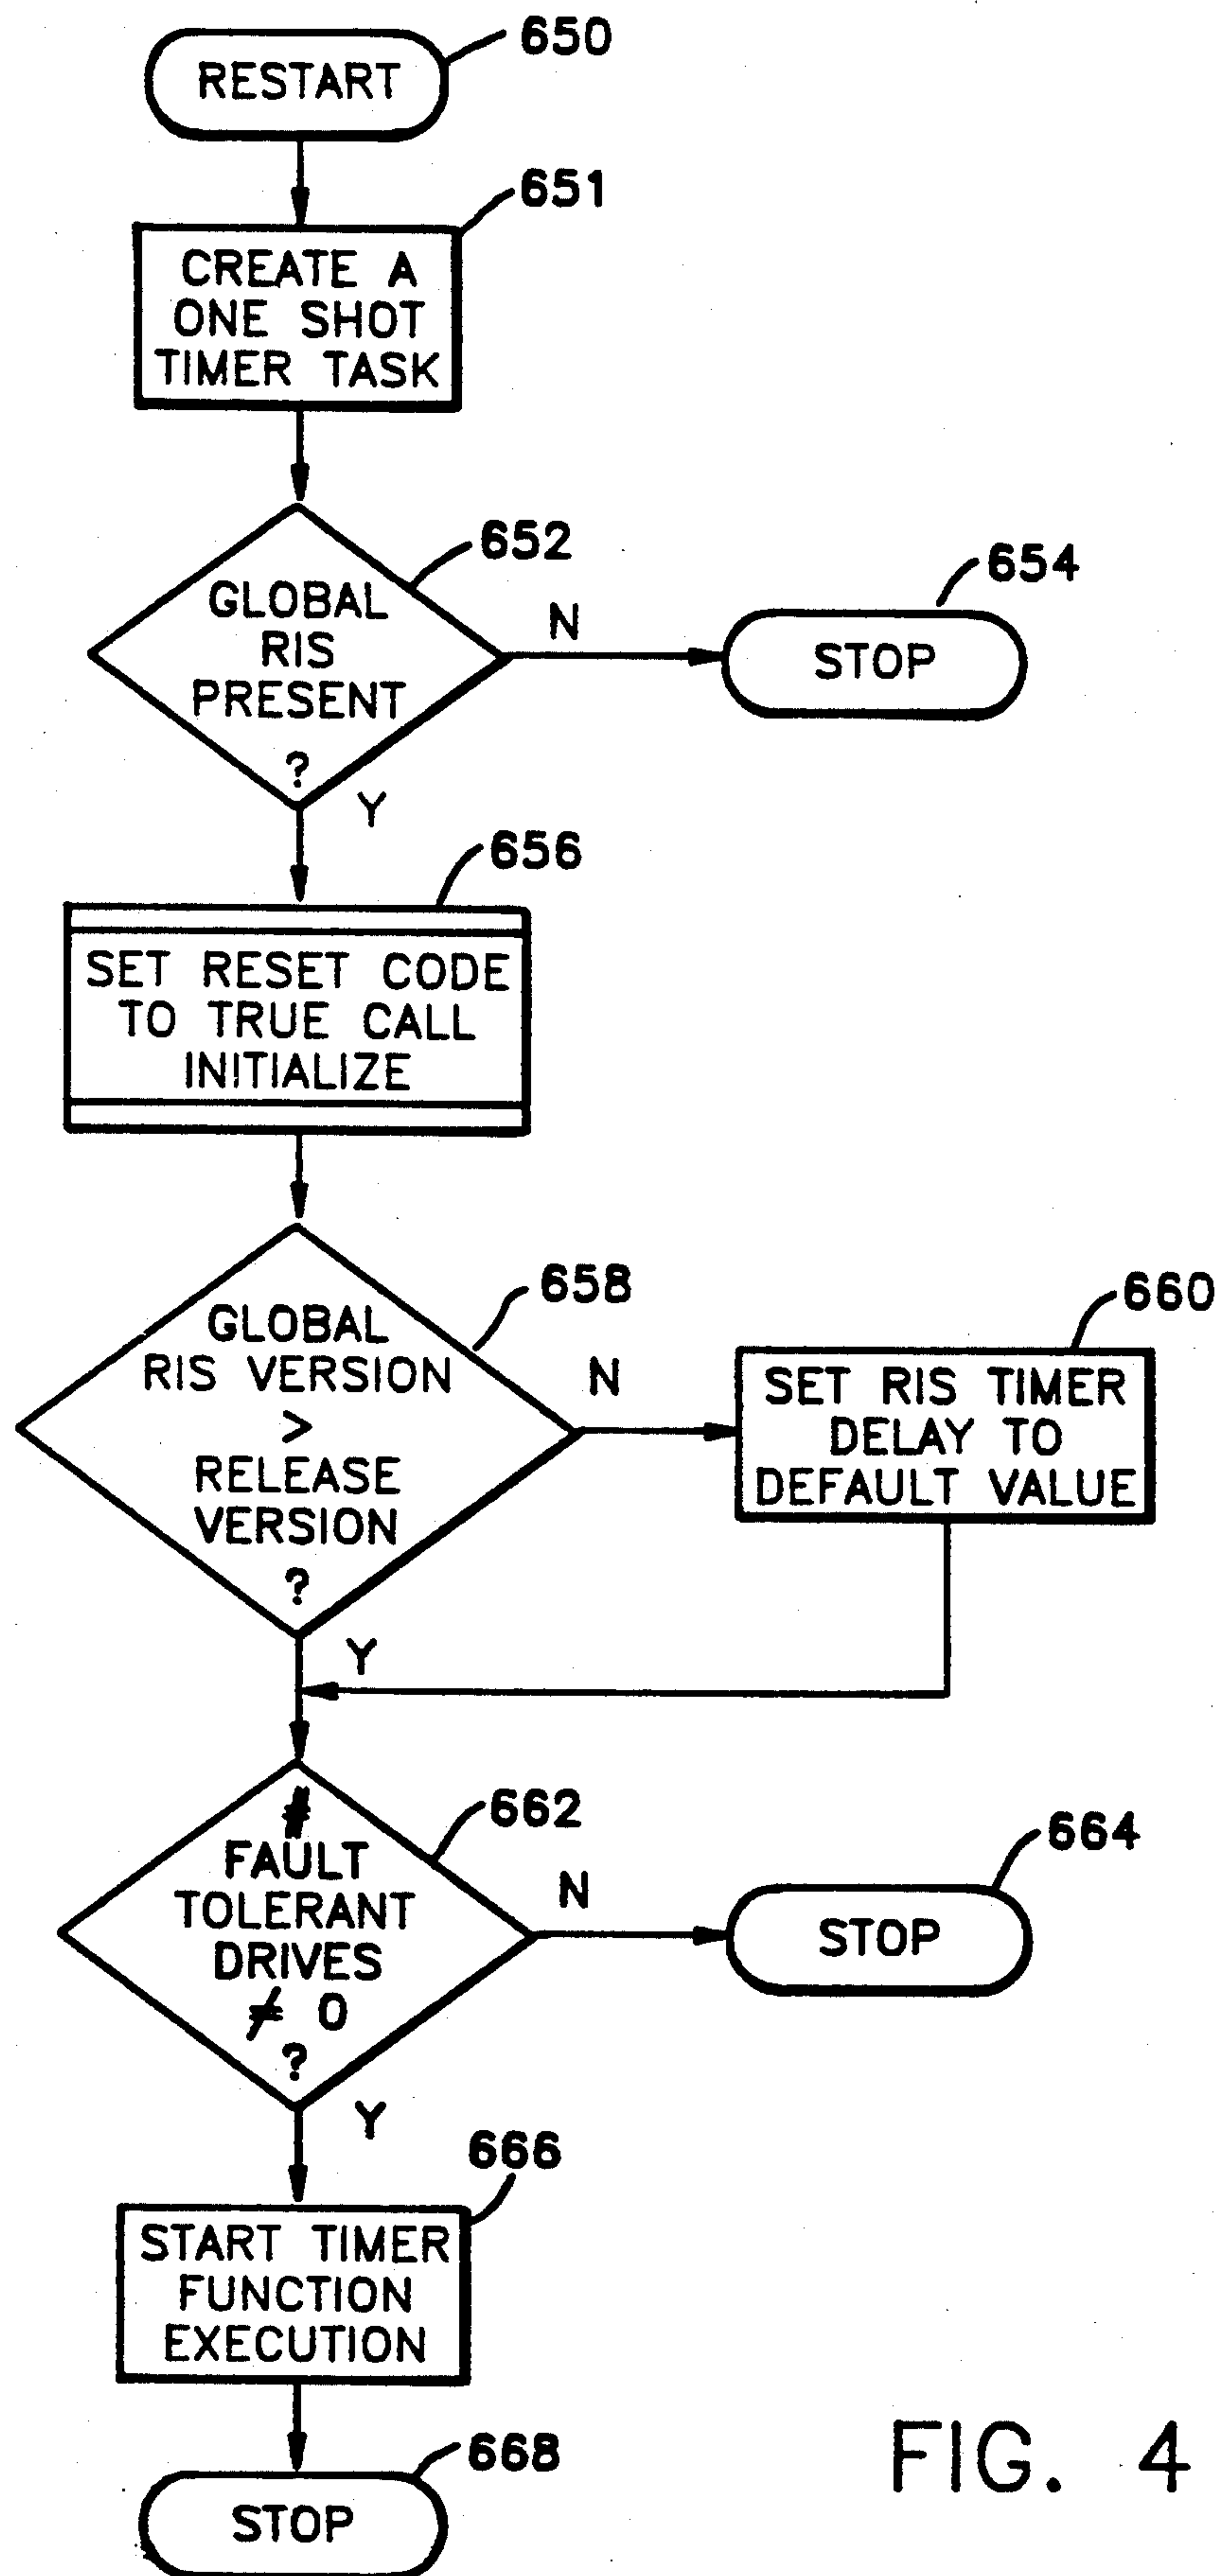 650
RESTART
651
CREATE A
ONE SHOT
TIMER TASK
652
GLOBAL
RIS
PRESENT
?
N
654
STOP
Y
656
SET RESET CODE
TO TRUE CALL
INITIALIZE
658
GLOBAL
RIS VERSION
>
RELEASE
VERSION
?
N
660
SET RIS TIMER
DELAY TO
DEFAULT VALUE
Y
662
#
FAULT
TOLERANT
DRIVES
≠ 0
?
N
664
STOP
Y
666
START TIMER
FUNCTION
EXECUTION
668
STOP
FIG. 4